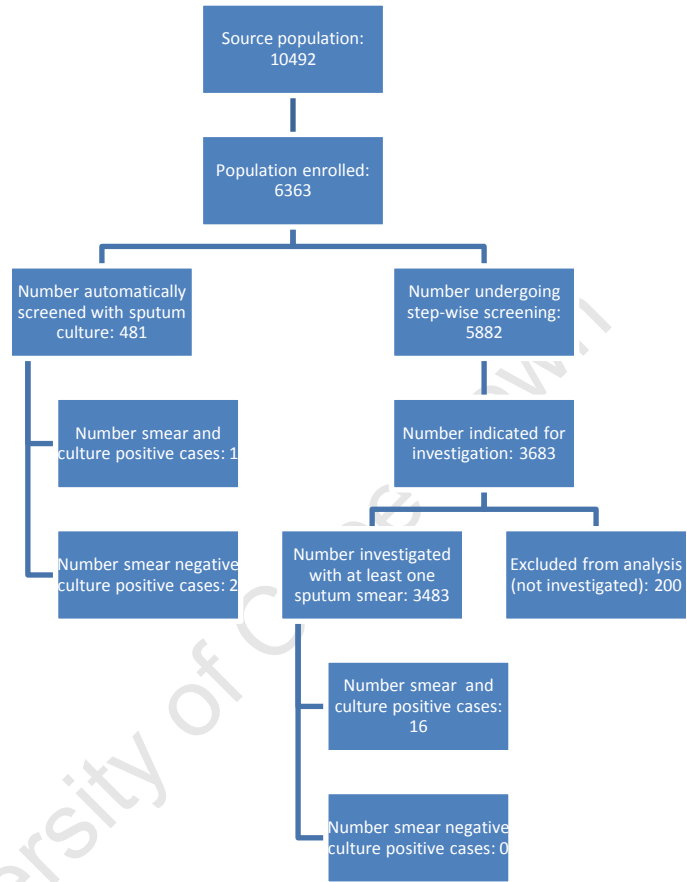 Source population:
10492
Population enrolled:
6363
Number automatically
screened with sputum
culture: 481
Number undergoing
step-wise screening:
5882
Number smear and
culture positive cases: 1
Number indicated for
investigation: 3683
Number smear negative
culture positive cases: 2
Number investigated
with at least one
sputum smear: 3483
Excluded from analysis
(not investigated): 200
Number smear and
culture positive cases:
16
Number smear negative
culture positive cases: 0
ersity of C